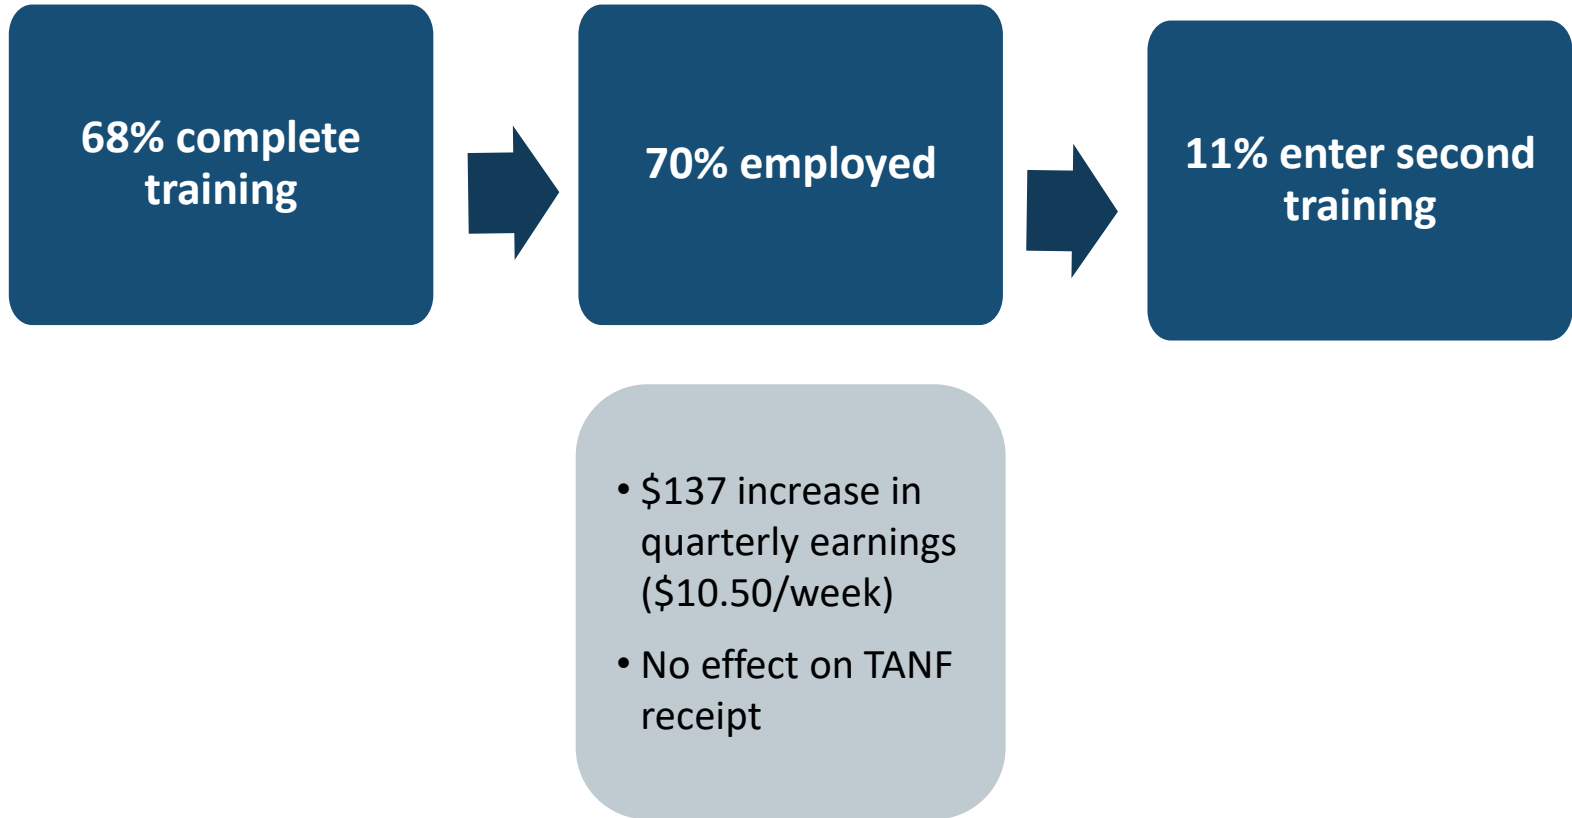 68% complete
training
70% employed
11% enter second
training
• $137 increase in
quarterly earnings
($10.50/week)
• No effect on TANF
receipt